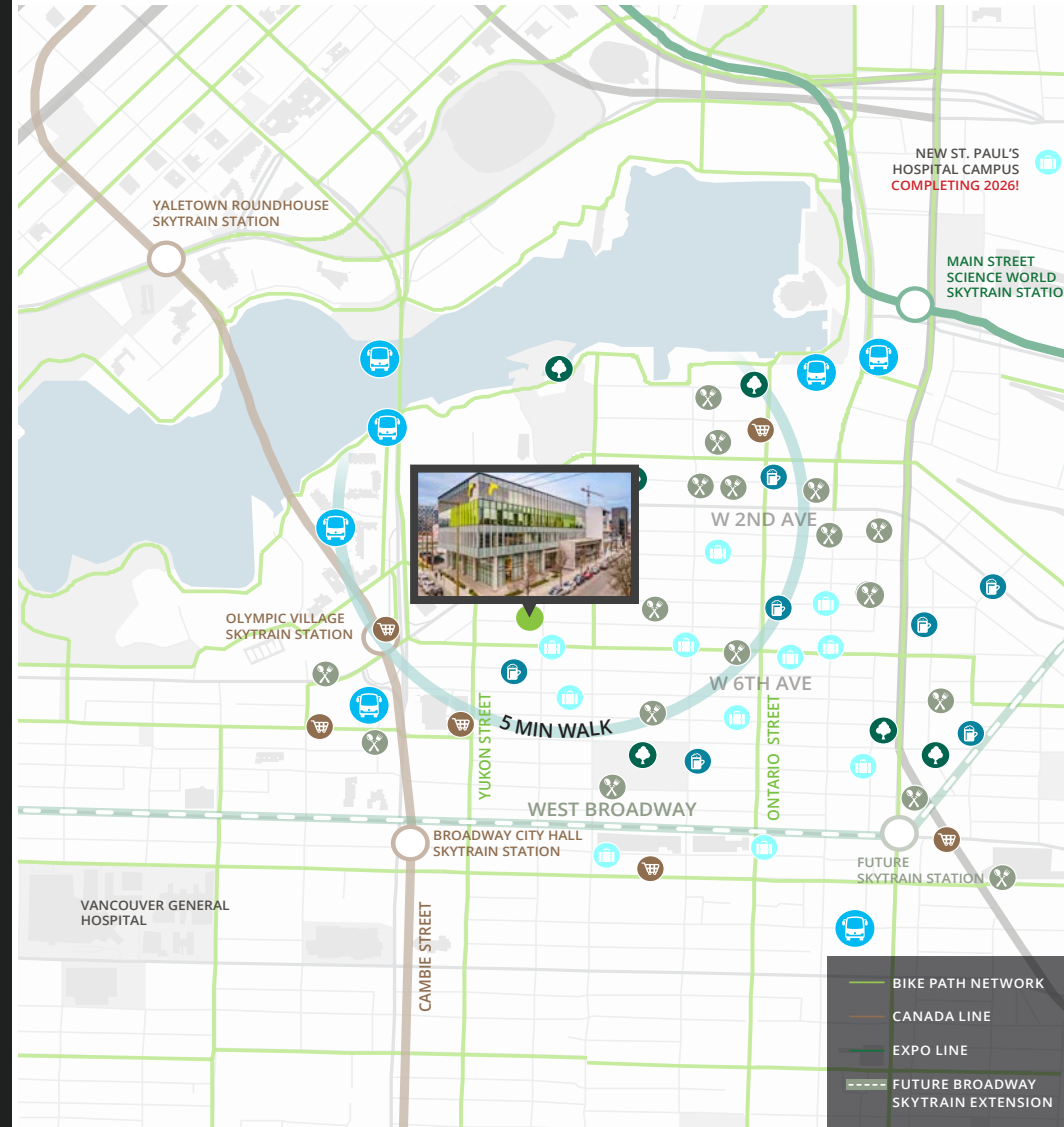 NEW ST. PAUL'S
HOSPITAL CAMPUS
COMPLETING 2026!
YALETOWN ROUNDHOUSE
SKYTRAIN STATION
MAIN STREET
SCIENCE WORLD
SKYTRAIN STATIO
W 2ND AVE
OLYMPIC VILLAGE
SKYTRAIN STATION
W 6TH AVE
5 MIN WALK
YUKON STREET
ONTARIO STREET
WEST BROADWAY
BROADWAY CITY HALL
SKYTRAIN STATION
FUTURE
SKYTRAIN STATION
VANCOUVER GENERAL
HOSPITAL
CAMBIE STREET
BIKE PATH NETWORK
CANADA LINE
EXPO LINE
FUTURE BROADWAY
SKYTRAIN EXTENSION